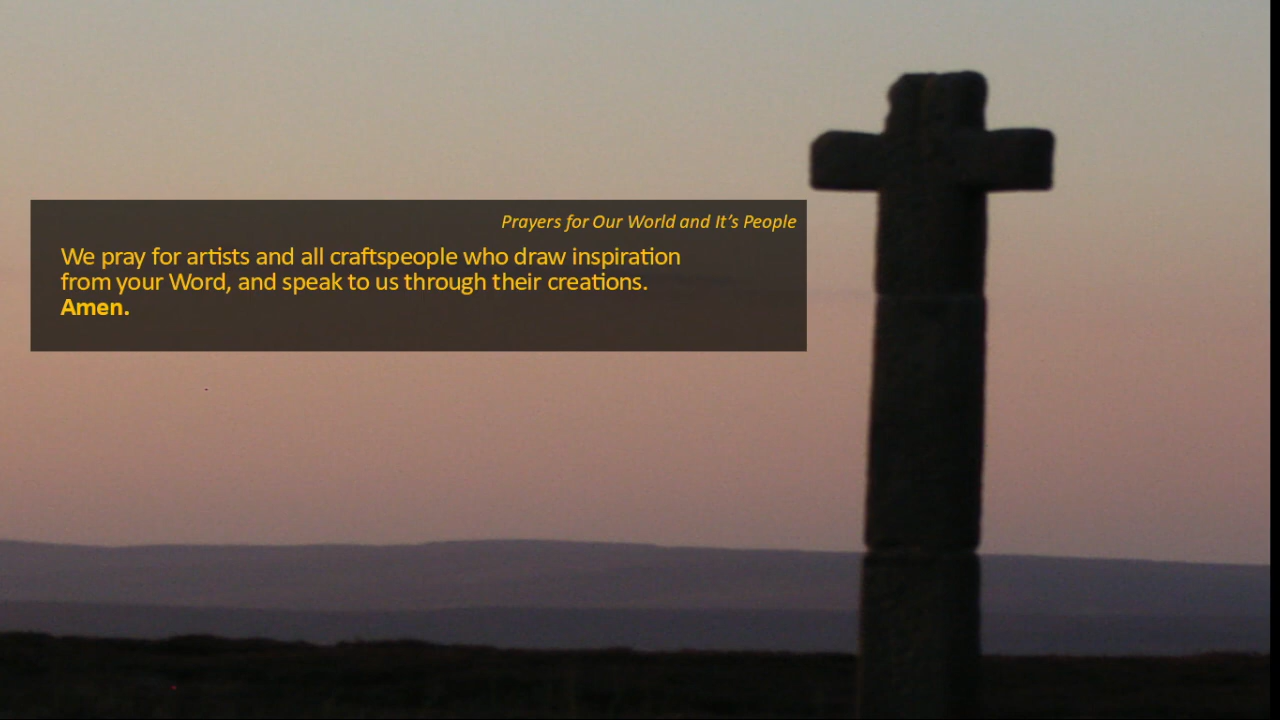 Prayers for Our World and It’s People
We pray for artists and all craftspeople who draw inspiration
from your Word, and speak to us through their creations.
Amen.